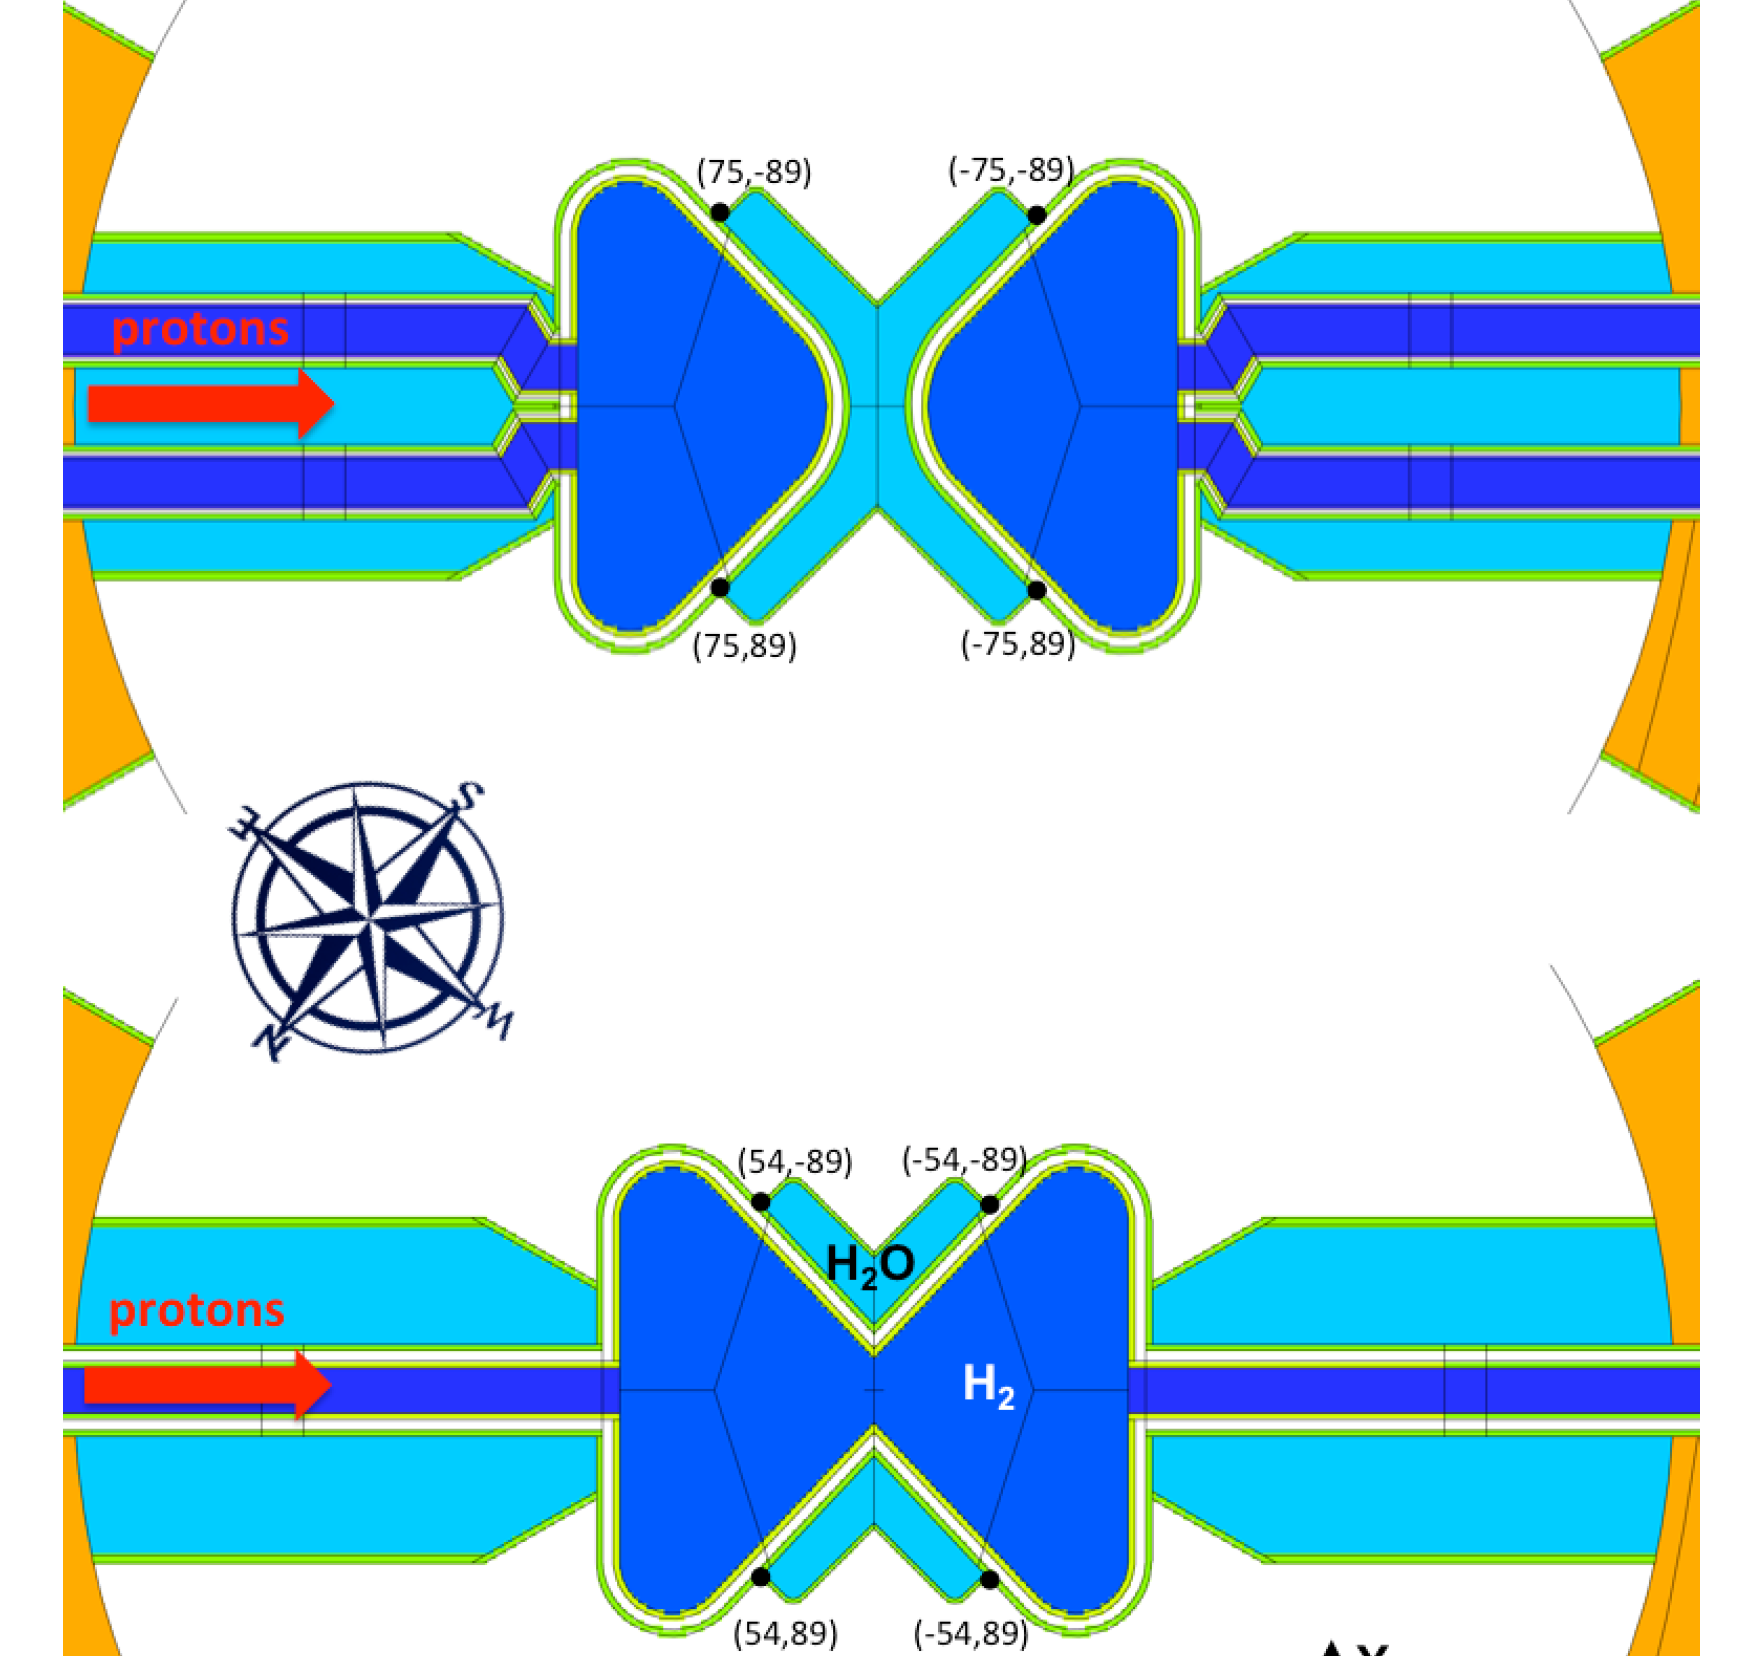 (75,-89) (-75,-89)
protons
(75,89) (-75,89)
S
E
W
N
(54,-89) (-54,-89)
H₂O
protons
H₂
(54,89) (-54,89)